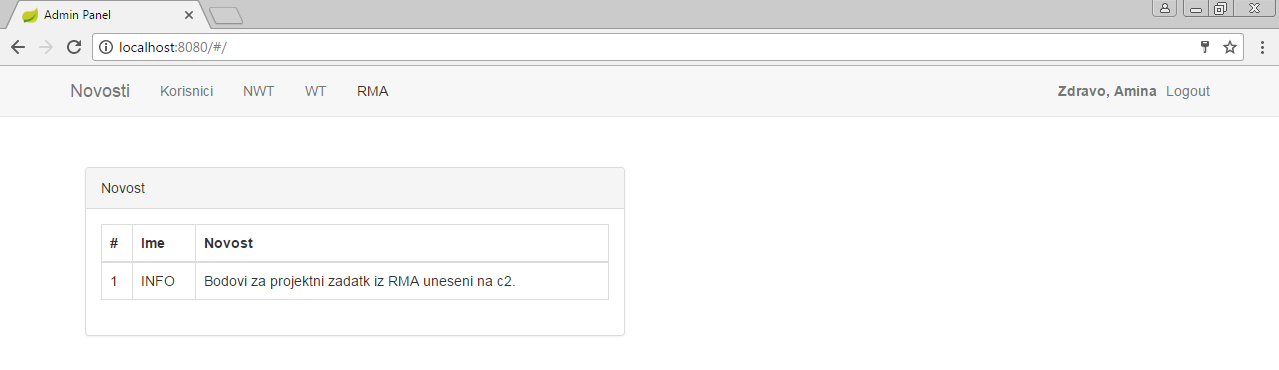 Admin Panel
localhost:8080/#/
Novosti Korisnici NWT WT RMA Zdravo, Amina Logout
Novost
# Ime Novost
1 INFO Bodovi za projektni zadatk iz RMA uneseni na c2.